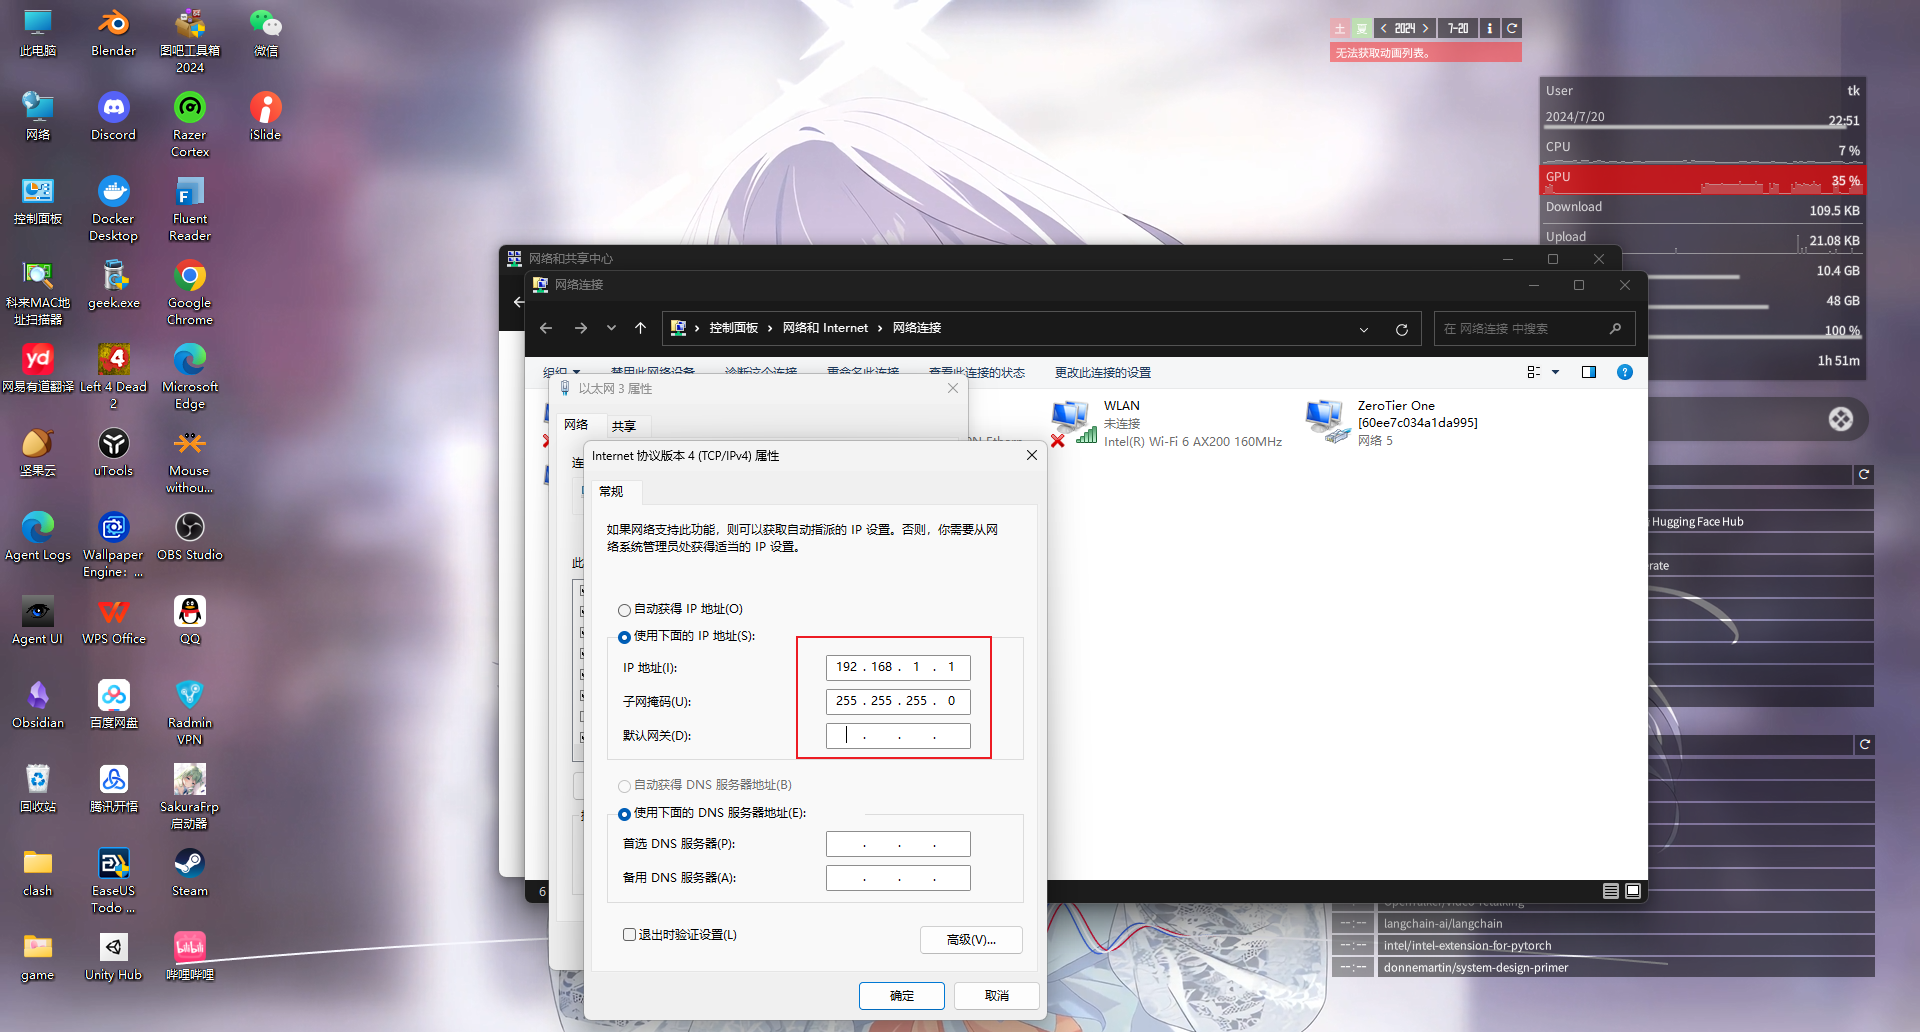 此电脑
Blender
图吧工具箱
2024
微信
网络
Discord
Razer
Cortex
iSlide
控制面板
Docker
Desktop
Fluent
Reader
科来MAC地
址扫描器
geek.exe
Google
Chrome
网易有道翻译
Left 4 Dead
2
Microsoft
Edge
坚果云
uTools
Mouse
withou...
Agent Logs
Wallpaper
Engine：...
OBS Studio
Agent UI
WPS Office
QQ
Obsidian
百度网盘
Radmin
VPN
回收站
腾讯开悟
SakuraFrp
启动器
clash
EaseUS
Todo ...
Steam
game
Unity Hub
哔哩哔哩
土 夏 < 2024 > 7-20 i
无法获取动画列表。
User tk
2024/7/20 22:51
CPU 7 %
GPU 35 %
Download 109.5 KB
Upload 21.08 KB
10.4 GB
48 GB
100 %
1h 51m
网络和共享中心
网络连接
控制面板 › 网络和 Internet › 网络连接
在 网络连接 中搜索
组织 禁用此网络设备 诊断这个连接 重命名此连接 查看此连接的状态 更改此连接的设置
WLAN
未连接
Intel(R) Wi-Fi 6 AX200 160MHz
ZeroTier One
[60ee7c034a1da995]
网络 5
以太网 3 属性
网络 共享
连
此
Internet 协议版本 4 (TCP/IPv4) 属性
常规
如果网络支持此功能，则可以获取自动指派的 IP 设置。否则，你需要从网
络系统管理员处获得适当的 IP 设置。
自动获得 IP 地址(O)
使用下面的 IP 地址(S):
IP 地址(I): 192 . 168 . 1 . 1
子网掩码(U): 255 . 255 . 255 . 0
默认网关(D): . . .
自动获得 DNS 服务器地址(B)
使用下面的 DNS 服务器地址(E):
首选 DNS 服务器(P): . . .
备用 DNS 服务器(A): . . .
退出时验证设置(L)
高级(V)...
确定 取消
6
Hugging Face Hub
--:-- langchain-ai/langchain
--:-- intel/intel-extension-for-pytorch
--:-- donnemartin/system-design-primer